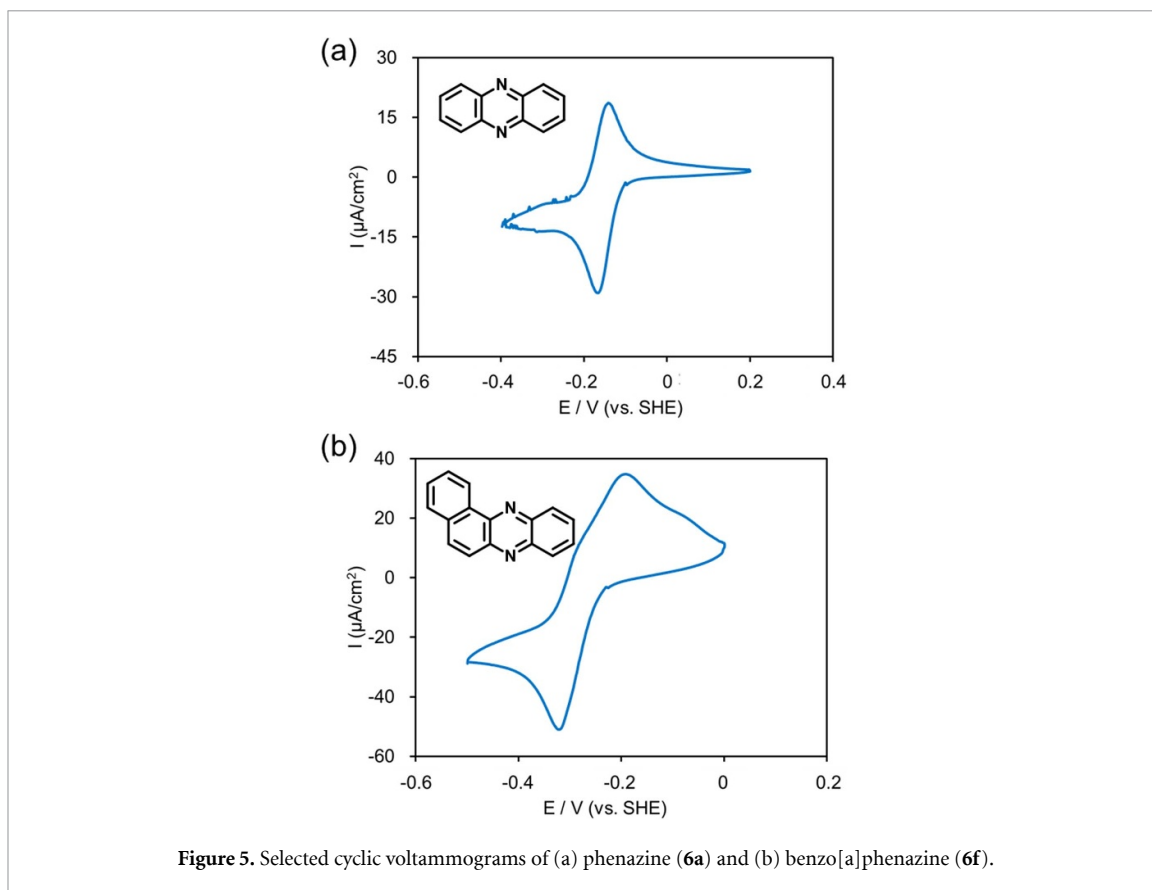 (a)
30
15
0
-15
-30
-45
I (µA/cm²)
N
N
-0.6 -0.4 -0.2 0 0.2 0.4
E / V (vs. SHE)
(b)
40
20
0
-20
-40
-60
I (µA/cm²)
N
N
-0.6 -0.4 -0.2 0 0.2
E / V (vs. SHE)
Figure 5. Selected cyclic voltammograms of (a) phenazine (6a) and (b) benzo[a]phenazine (6f).